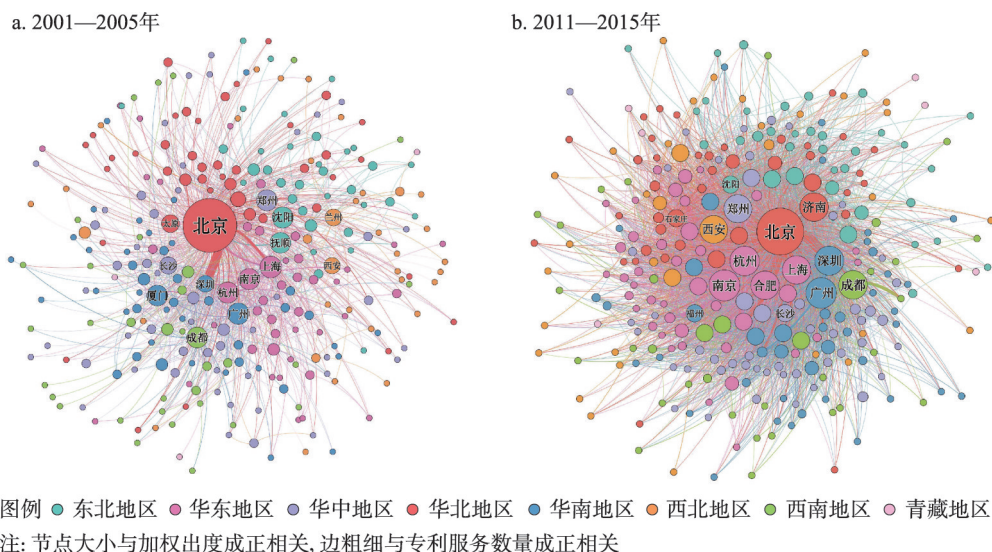 a. 2001—2005年
b. 2011—2015年
北京
郑州
沈阳
兰州
太原
抚顺
长沙
上海
西安
南京
深圳
杭州
厦门
广州
成都
沈阳
郑州
济南
石家庄
西安
北京
杭州
上海
深圳
南京
合肥
广州
成都
福州
长沙
图例 东北地区 华东地区 华中地区 华北地区 华南地区 西北地区 西南地区 青藏地区
注: 节点大小与加权出度成正相关, 边粗细与专利服务数量成正相关